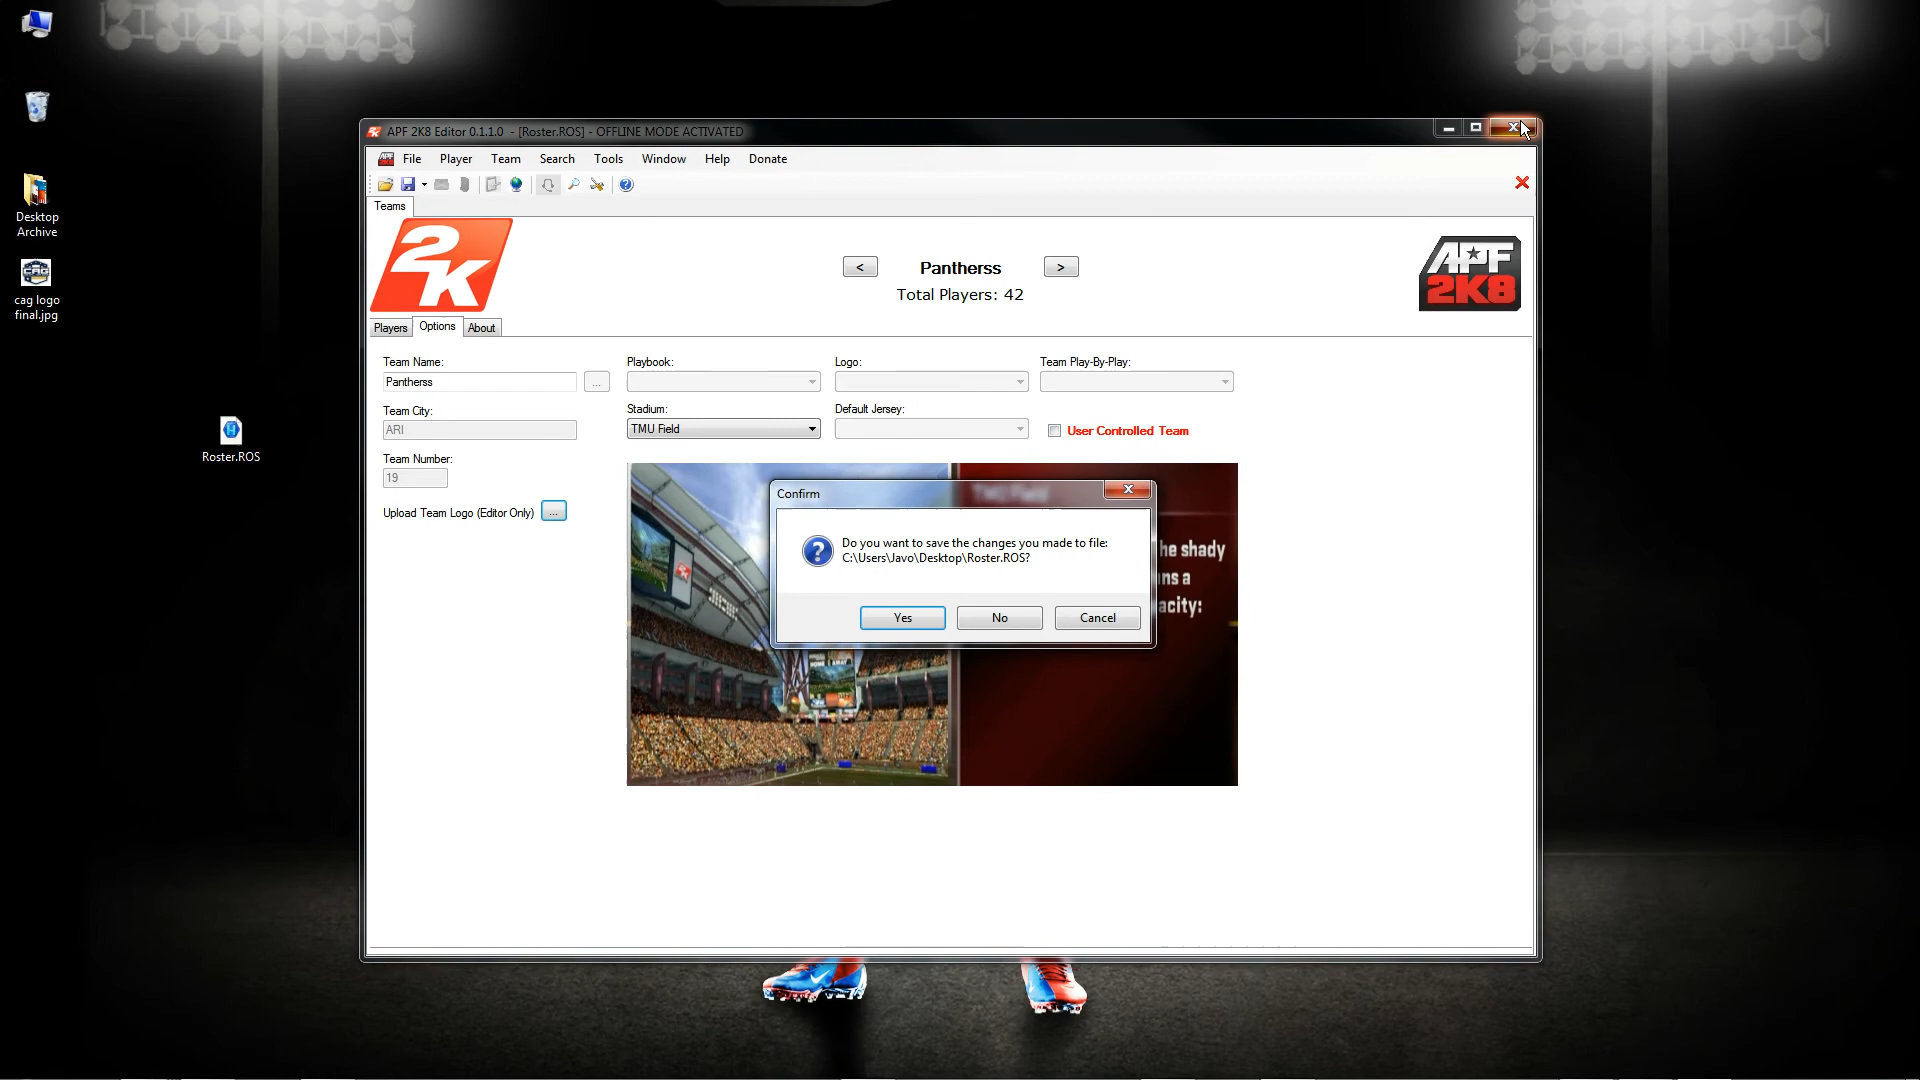 APF 2K8 Editor 0.1.1.0 - [Roster.ROS] - OFFLINE MODE ACTIVATED
File Player Team Search Tools Window Help Donate
Teams
2K
< Pantherss >
Total Players: 42
APF
2K8
Players Options About
Team Name: Playbook: Logo: Team Play-By-Play:
Pantherss ...
Team City: Stadium: Default Jersey:
ARI TMU Field User Controlled Team
Team Number:
19
Upload Team Logo (Editor Only) ...
Confirm
Do you want to save the changes you made to file:
C:\Users\Javo\Desktop\Roster.ROS?
Yes No Cancel
he shady
ns a
acity:
Desktop
Archive
CAG
cag logo
final.jpg
Roster.ROS